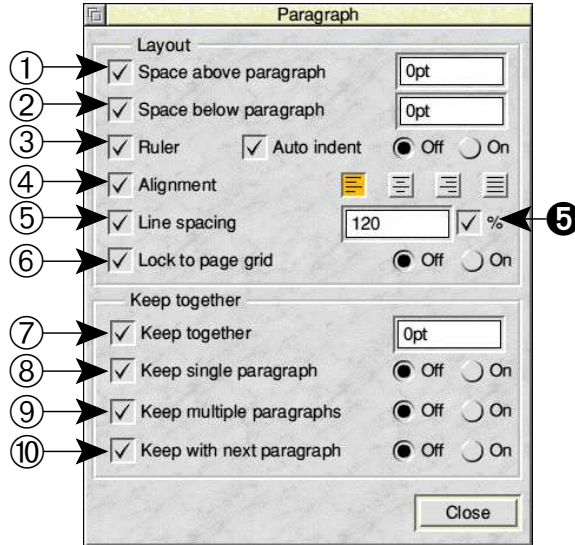 Paragraph
Layout
① Space above paragraph 0pt
② Space below paragraph 0pt
③ Ruler Auto indent Off On
④ Alignment
⑤ Line spacing 120 % ❺
⑥ Lock to page grid Off On
Keep together
⑦ Keep together 0pt
⑧ Keep single paragraph Off On
⑨ Keep multiple paragraphs Off On
⑩ Keep with next paragraph Off On
Close